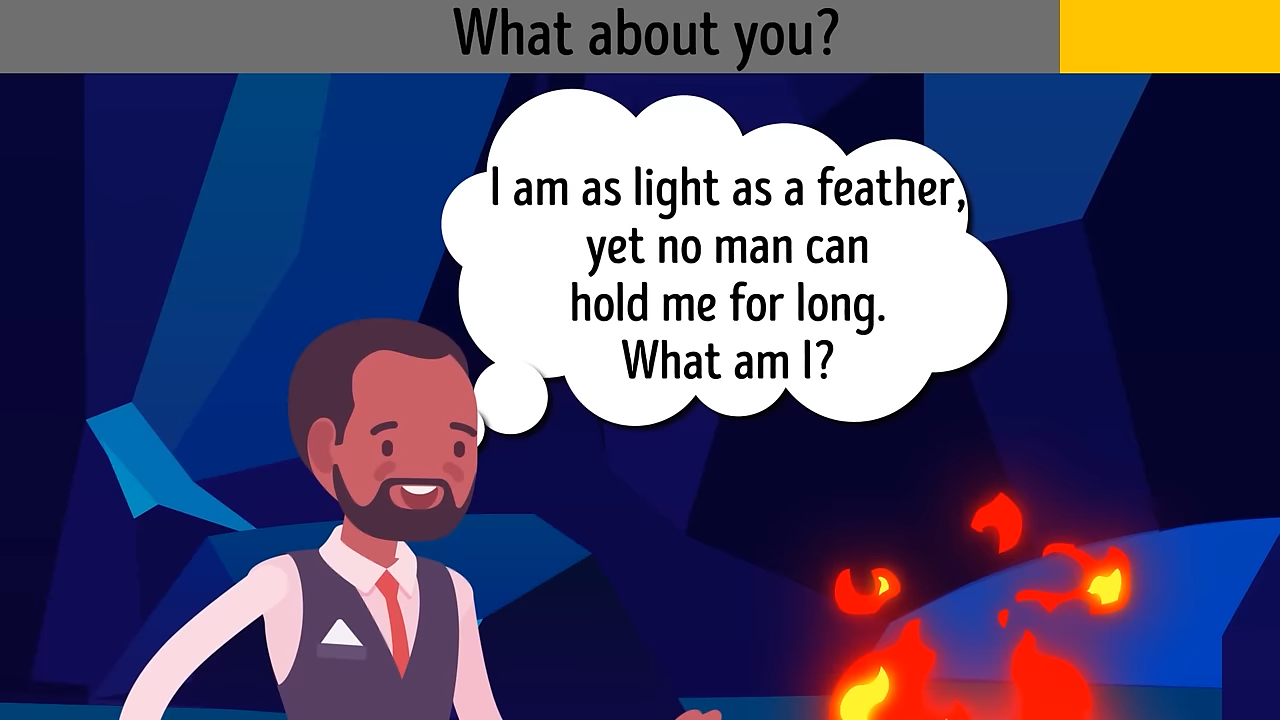 What about you?
I am as light as a feather,
yet no man can
hold me for long.
What am I?